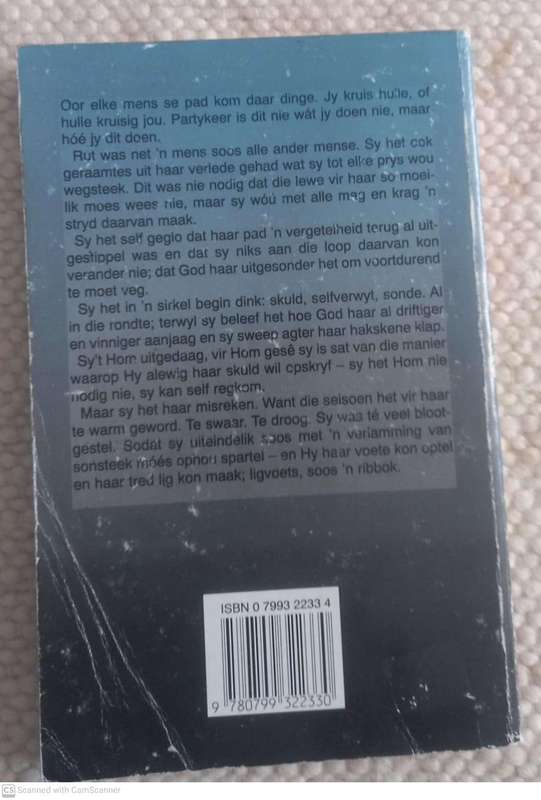 Oor elke mens se pad kom daar dinge. Jy kruis hulle, of
hulle kruisig jou. Partykeer is dit nie wát jy doen nie, maar
hóé jy dit doen.
Rut was net 'n mens soos alle ander mense. Sy het ook
geraamtes uit haar verlede gehad wat sy tot elke prys wou
wegsteek. Dit was nie nodig dat die lewe vir haar so moei-
lik moes wees nie, maar sy wóú met alle mag en krag 'n
stryd daarvan maak.
Sy het self geglo dat haar pad 'n vergeteiheid terug al uit-
gestippel was en dat sy niks aan die loop daarvan kon
verander nie; dat God haar uitgesonder het om voortdurend
te moet veg.
Sy het in 'n sirkel begin dink: skuld, selfverwyt, sonde. Al
in die rondte; terwyl sy beleef het hoe God haar al driftiger
en vinniger aanjaag en sy sweep agter haar hakskene klap.
Sy't Hom uitgedaag, vir Hom gesê sy is sat van die manier
waarop Hy alewig haar skuld wil opskryf – sy het Hom nie
nodig nie, sy kan self regkom.
Maar sy het haar misreken. Want die seisoen het vir haar
te warm geword. Te swaar. Te droog. Sy was té veel bloot-
gestel. Sodat sy uiteindelik soos met 'n verlamming van
sonsteek móés ophou spartel – en Hy haar voete kon optel
en haar tred lig kon maak; ligvoets, soos 'n ribbok.
ISBN 0 7993 2233 4
9 780799 322330
CS Scanned with CamScanner